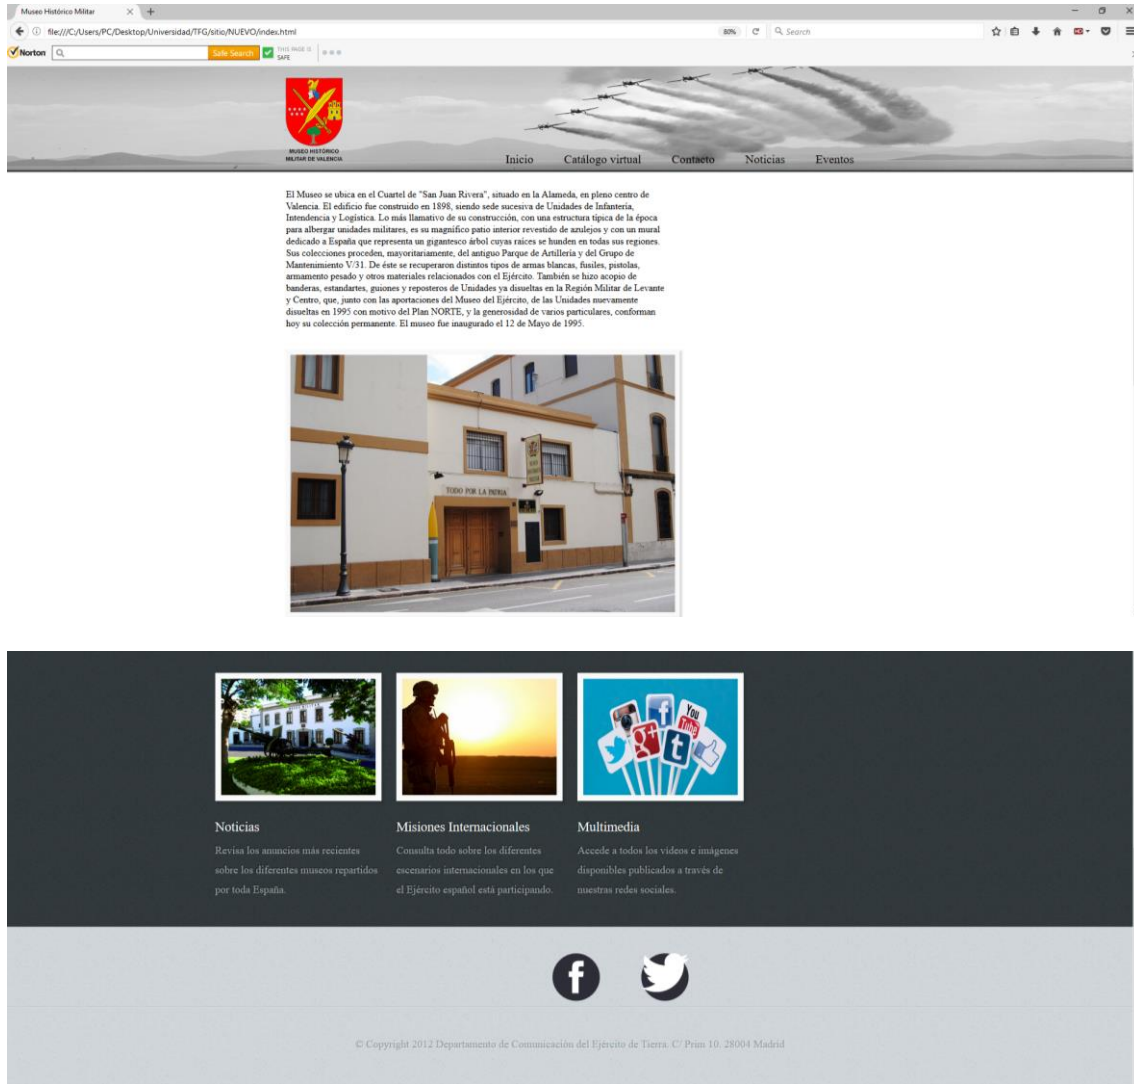 Museo Histórico Militar
file:///C:/Users/PC/Desktop/Universidad/TFG/sitio/NUEVO/index.html
80%
Search
Norton
Safe Search
THIS PAGE IS
SAFE
MUSEO HISTÓRICO
MILITAR DE VALENCIA
Inicio Catálogo virtual Contacto Noticias Eventos
El Museo se ubica en el Cuartel de "San Juan Rivera", situado en la Alameda, en pleno centro de
Valencia. El edificio fue construido en 1898, siendo sede sucesiva de Unidades de Infantería,
Intendencia y Logística. Lo más llamativo de su construcción, con una estructura típica de la época
para albergar unidades militares, es su magnífico patio interior revestido de azulejos y con un mural
dedicado a España que representa un gigantesco árbol cuyas raíces se hunden en todas sus regiones.
Sus colecciones proceden, mayoritariamente, del antiguo Parque de Artillería y del Grupo de
Mantenimiento V/31. De éste se recuperaron distintos tipos de armas blancas, fusiles, pistolas,
armamento pesado y otros materiales relacionados con el Ejército. También se hizo acopio de
banderas, estandartes, guiones y reposteros de Unidades ya disueltas en la Región Militar de Levante
y Centro, que, junto con las aportaciones del Museo del Ejército, de las Unidades nuevamente
disueltas en 1995 con motivo del Plan NORTE, y la generosidad de varios particulares, conforman
hoy su colección permanente. El museo fue inaugurado el 12 de Mayo de 1995.
TODO POR LA PATRIA
You
Tube
g+
Noticias
Revisa los anuncios más recientes
sobre los diferentes museos repartidos
por toda España.
Misiones Internacionales
Consulta todo sobre los diferentes
escenarios internacionales en los que
el Ejército español está participando.
Multimedia
Accede a todos los vídeos e imágenes
disponibles publicados a través de
nuestras redes sociales.
© Copyright 2012 Departamento de Comunicación del Ejército de Tierra. C/ Prim 10. 28004 Madrid